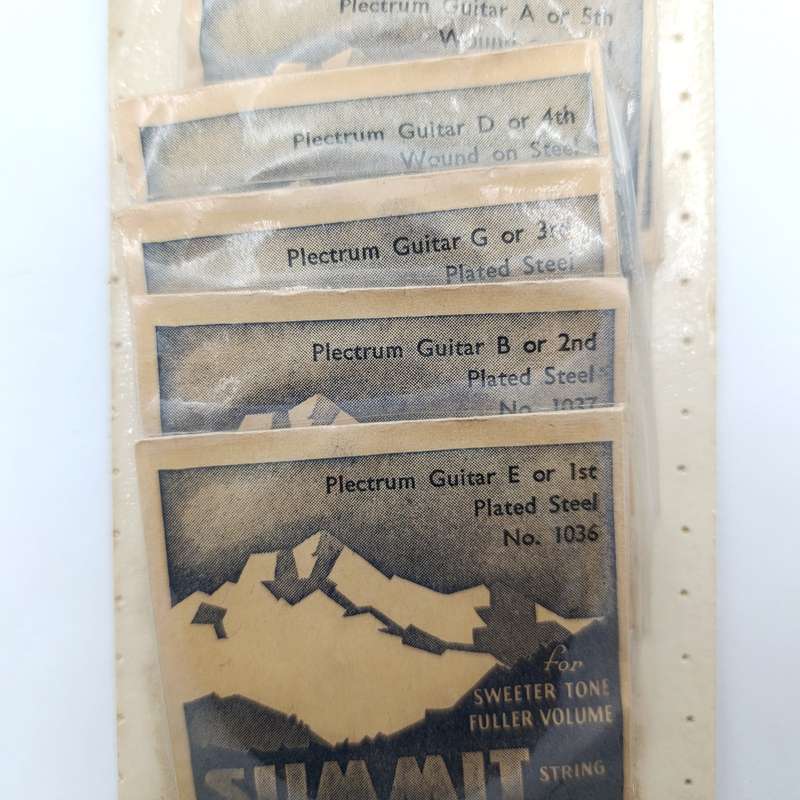 Plectrum Guitar A or 5th
Wound
Plectrum Guitar D or 4th
Wound on Steel
Plectrum Guitar G or 3rd
Plated Steel
Plectrum Guitar B or 2nd
Plated Steel
No. 1037
Plectrum Guitar E or 1st
Plated Steel
No. 1036
for
SWEETER TONE
FULLER VOLUME
SUMMIT STRING